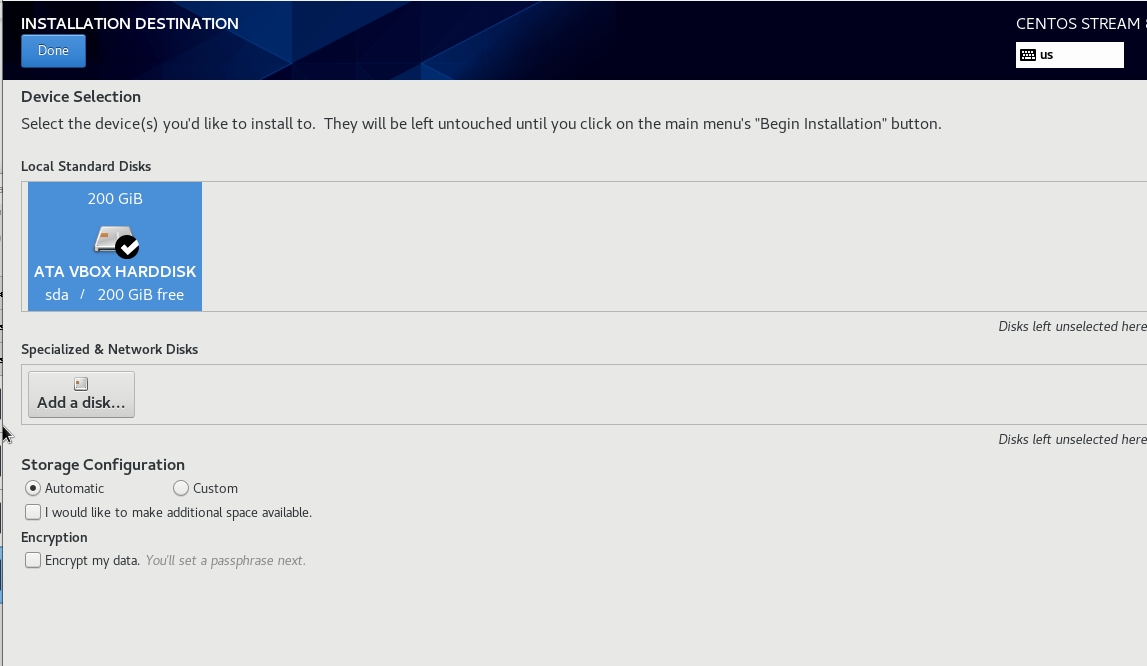 INSTALLATION DESTINATION
CENTOS STREAM 8
Done
us
Device Selection
Select the device(s) you'd like to install to.  They will be left untouched until you click on the main menu's "Begin Installation" button.
Local Standard Disks
200 GiB
ATA VBOX HARDDISK
sda / 200 GiB free
Disks left unselected here
Specialized & Network Disks
Add a disk...
Disks left unselected here
Storage Configuration
Automatic
Custom
I would like to make additional space available.
Encryption
Encrypt my data. You'll set a passphrase next.